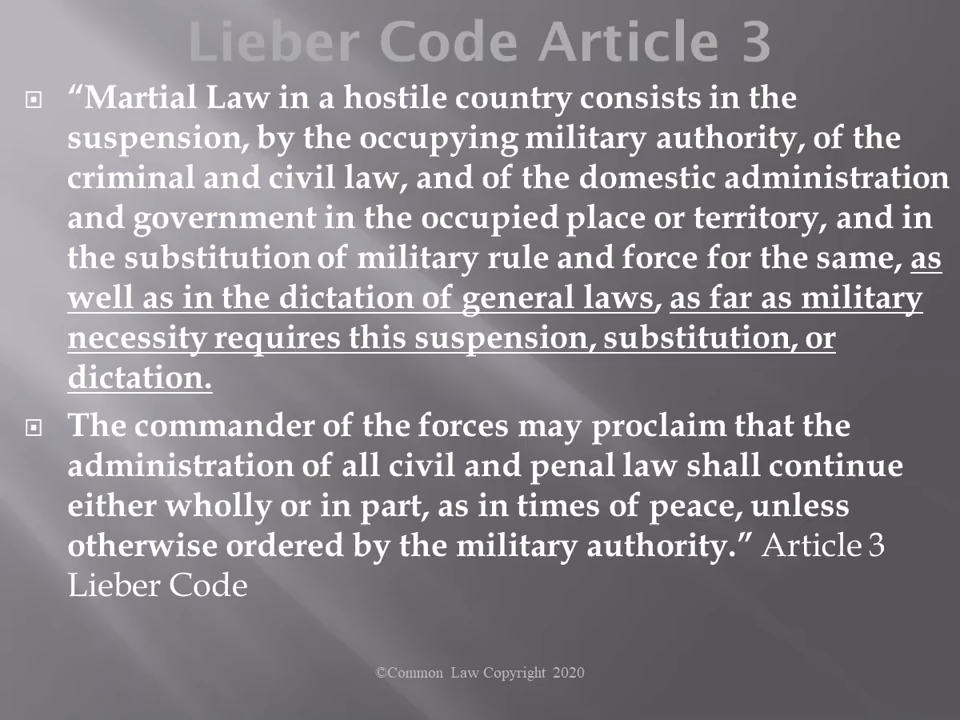 Lieber Code Article 3
“Martial Law in a hostile country consists in the
suspension, by the occupying military authority, of the
criminal and civil law, and of the domestic administration
and government in the occupied place or territory, and in
the substitution of military rule and force for the same, as
well as in the dictation of general laws, as far as military
necessity requires this suspension, substitution, or
dictation.
The commander of the forces may proclaim that the
administration of all civil and penal law shall continue
either wholly or in part, as in times of peace, unless
otherwise ordered by the military authority.” Article 3
Lieber Code
©Common Law Copyright 2020